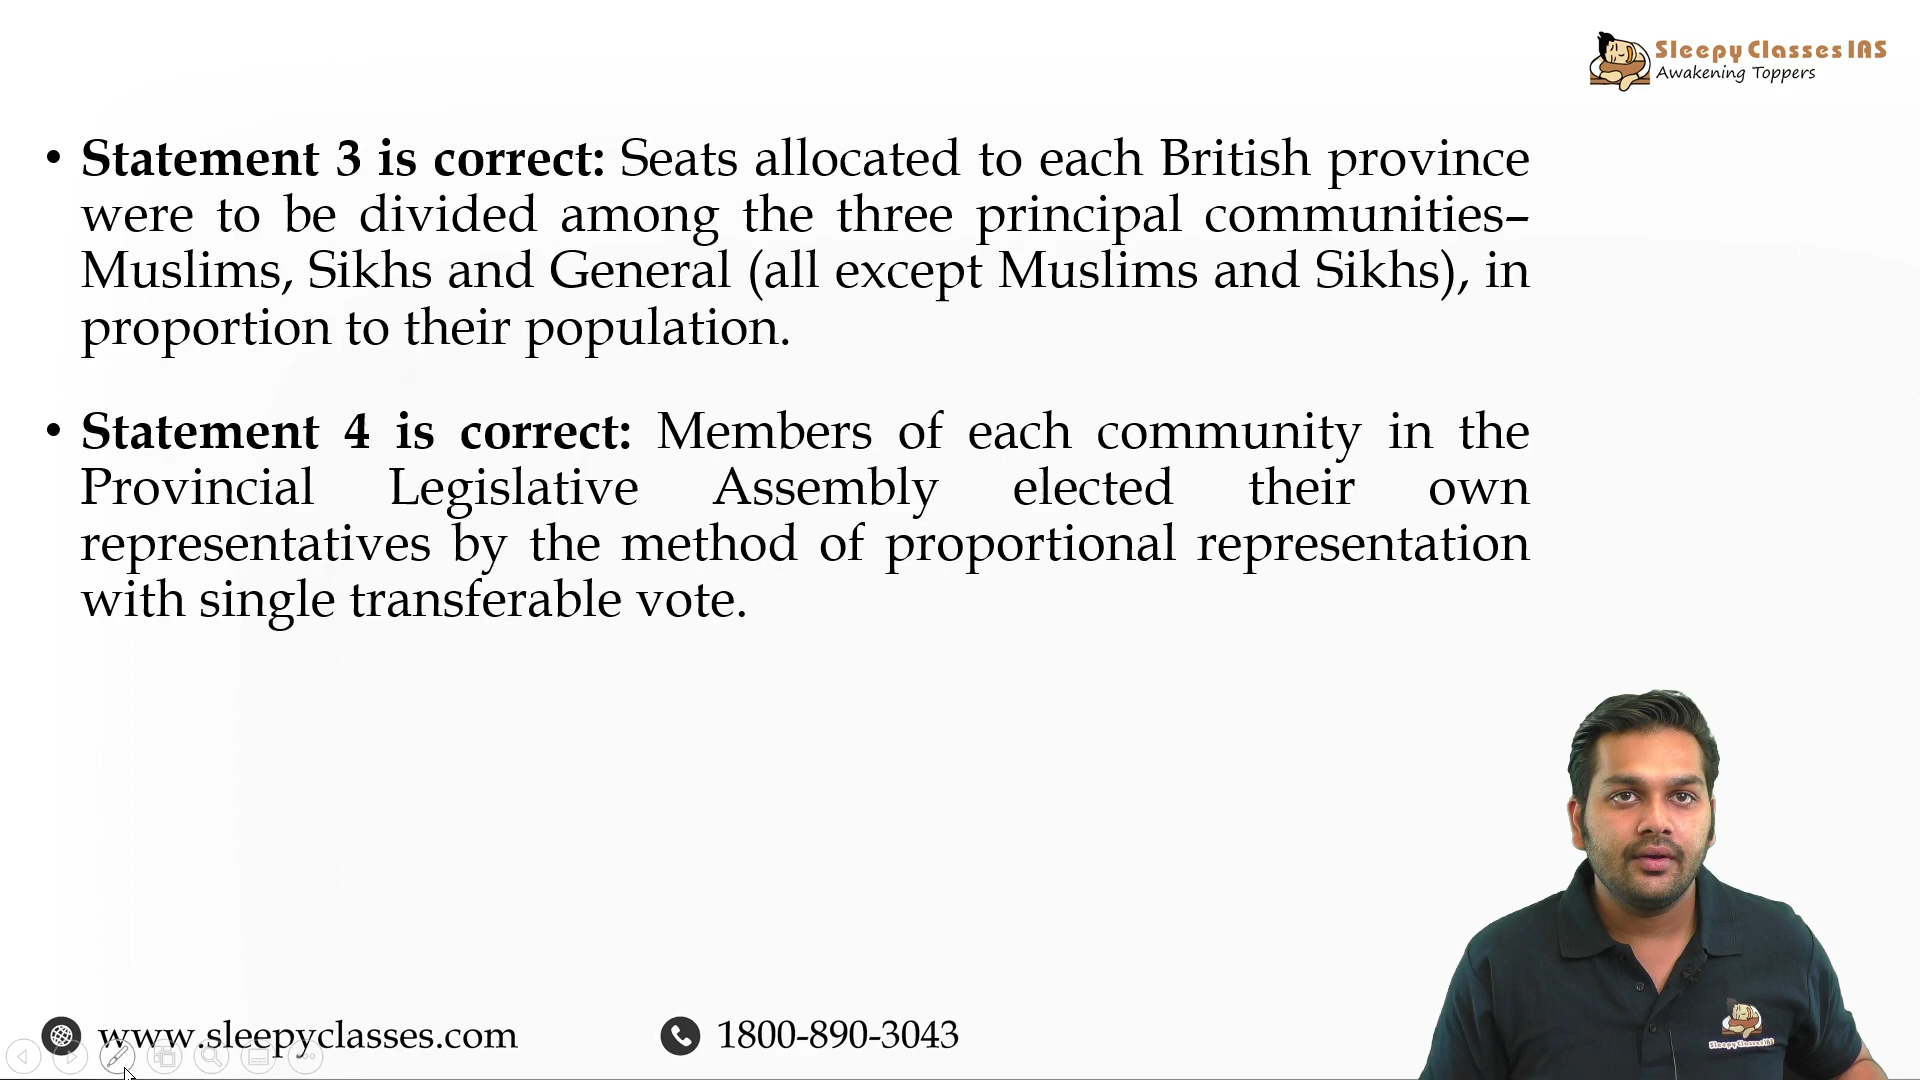 Sleepy Classes IAS
Awakening Toppers
• Statement 3 is correct: Seats allocated to each British province
were to be divided among the three principal communities–
Muslims, Sikhs and General (all except Muslims and Sikhs), in
proportion to their population.
• Statement 4 is correct: Members of each community in the
Provincial Legislative Assembly elected their own
representatives by the method of proportional representation
with single transferable vote.
Sleepy Classes IAS
www.sleepyclasses.com
1800-890-3043